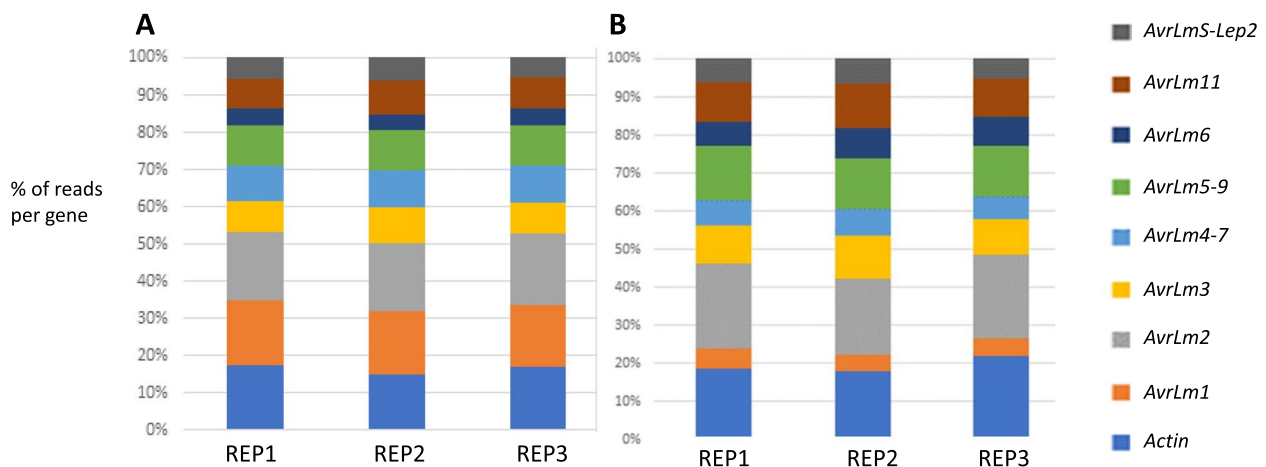 A
B
100%
90%
80%
70%
60%
50%
40%
30%
20%
10%
0%
REP1 REP2 REP3
100%
90%
80%
70%
60%
50%
40%
30%
20%
10%
0%
REP1 REP2 REP3
% of reads
per gene
AvrLmS-Lep2
AvrLm11
AvrLm6
AvrLm5-9
AvrLm4-7
AvrLm3
AvrLm2
AvrLm1
Actin